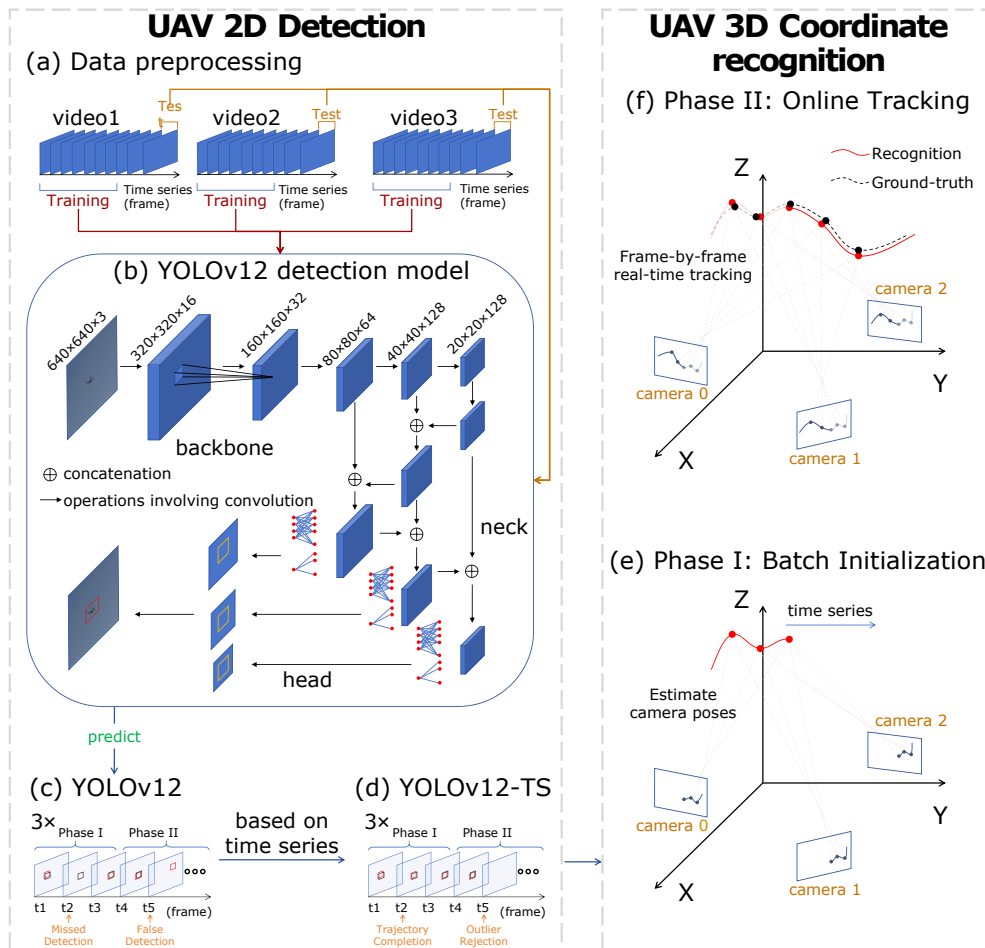 UAV 2D Detection
(a) Data preprocessing
Tes
t
Test
Test
video1
video2
video3
Time series
(frame)
Time series
(frame)
Time series
(frame)
Training
Training
Training
(b) YOLOv12 detection model
640×640×3
320×320×16
160×160×32
80×80×64
40×40×128
20×20×128
backbone
concatenation
operations involving convolution
neck
head
predict
(c) YOLOv12
3×
Phase I
Phase II
t1 t2 t3 t4 t5 (frame)
Missed
Detection
False
Detection
based on
time series
(d) YOLOv12-TS
3×
Phase I
Phase II
t1 t2 t3 t4 t5 (frame)
Trajectory
Completion
Outlier
Rejection
UAV 3D Coordinate
recognition
(f) Phase II: Online Tracking
Z
Recognition
Ground-truth
Frame-by-frame
real-time tracking
camera 2
camera 0
Y
X
camera 1
(e) Phase I: Batch Initialization
Z
time series
Estimate
camera poses
camera 2
camera 0
Y
X
camera 1